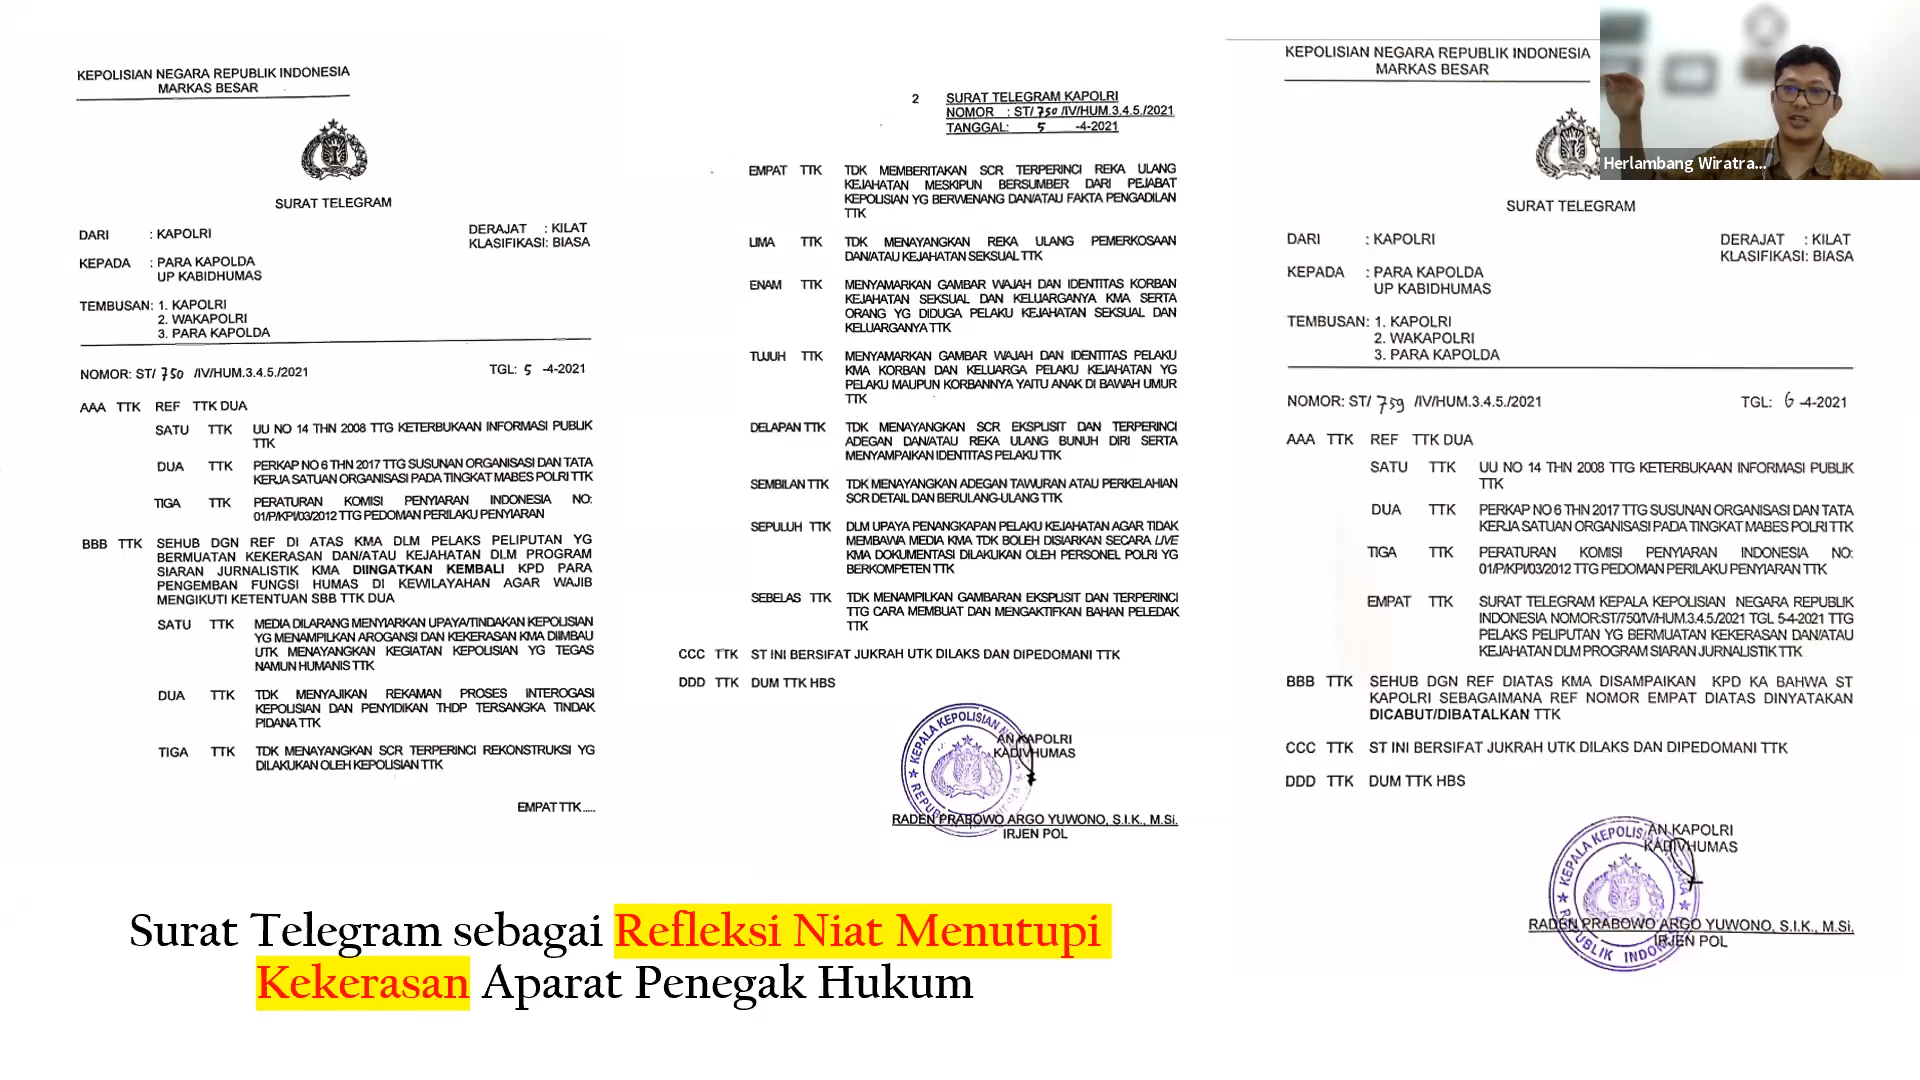 KEPOLISIAN NEGARA REPUBLIK INDONESIA
MARKAS BESAR
SURAT TELEGRAM
DARI : KAPOLRI
DERAJAT : KILAT
KLASIFIKASI: BIASA
KEPADA : PARA KAPOLDA
UP KABIDHUMAS
TEMBUSAN: 1. KAPOLRI
2. WAKAPOLRI
3. PARA KAPOLDA
NOMOR: ST/ 750 /IV/HUM.3.4.5./2021 TGL: 5 -4-2021
AAA TTK REF TTK DUA
SATU TTK UU NO 14 THN 2008 TTG KETERBUKAAN INFORMASI PUBLIK
TTK
DUA TTK PERKAP NO 6 THN 2017 TTG SUSUNAN ORGANISASI DAN TATA
KERJA SATUAN ORGANISASI PADA TINGKAT MABES POLRI TTK
TIGA TTK PERATURAN KOMISI PENYIARAN INDONESIA NO:
01/P/KPI/03/2012 TTG PEDOMAN PERILAKU PENYIARAN
BBB TTK SEHUB DGN REF DI ATAS KMA DLM PELAKS PELIPUTAN YG
BERMUATAN KEKERASAN DAN/ATAU KEJAHATAN DLM PROGRAM
SIARAN JURNALISTIK KMA DIINGATKAN KEMBALI KPD PARA
PENGEMBAN FUNGSI HUMAS DI KEWILAYAHAN AGAR WAJIB
MENGIKUTI KETENTUAN SBB TTK DUA
SATU TTK MEDIA DILARANG MENYIARKAN UPAYA/TINDAKAN KEPOLISIAN
YG MENAMPILKAN AROGANSI DAN KEKERASAN KMA DIIMBAU
UTK MENAYANGKAN KEGIATAN KEPOLISIAN YG TEGAS
NAMUN HUMANIS TTK
DUA TTK TDK MENYAJIKAN REKAMAN PROSES INTEROGASI
KEPOLISIAN DAN PENYIDIKAN THDP TERSANGKA TINDAK
PIDANA TTK
TIGA TTK TDK MENAYANGKAN SCR TERPERINCI REKONSTRUKSI YG
DILAKUKAN OLEH KEPOLISIAN TTK
EMPAT TTK.....
2 SURAT TELEGRAM KAPOLRI
NOMOR : ST/ 750 /IV/HUM.3.4.5./2021
TANGGAL: 5 -4-2021
EMPAT TTK TDK MEMBERITAKAN SCR TERPERINCI REKA ULANG
KEJAHATAN MESKIPUN BERSUMBER DARI PEJABAT
KEPOLISIAN YG BERWENANG DAN/ATAU FAKTA PENGADILAN
TTK
LIMA TTK TDK MENAYANGKAN REKA ULANG PEMERKOSAAN
DAN/ATAU KEJAHATAN SEKSUAL TTK
ENAM TTK MENYAMARKAN GAMBAR WAJAH DAN IDENTITAS KORBAN
KEJAHATAN SEKSUAL DAN KELUARGANYA KMA SERTA
ORANG YG DIDUGA PELAKU KEJAHATAN SEKSUAL DAN
KELUARGANYA TTK
TUJUH TTK MENYAMARKAN GAMBAR WAJAH DAN IDENTITAS PELAKU
KMA KORBAN DAN KELUARGA PELAKU KEJAHATAN YG
PELAKU MAUPUN KORBANNYA YAITU ANAK DI BAWAH UMUR
TTK
DELAPAN TTK TDK MENAYANGKAN SCR EKSPLISIT DAN TERPERINCI
ADEGAN DAN/ATAU REKA ULANG BUNUH DIRI SERTA
MENYAMPAIKAN IDENTITAS PELAKU TTK
SEMBILAN TTK TDK MENAYANGKAN ADEGAN TAWURAN ATAU PERKELAHIAN
SCR DETAIL DAN BERULANG-ULANG TTK
SEPULUH TTK DLM UPAYA PENANGKAPAN PELAKU KEJAHATAN AGAR TIDAK
MEMBAWA MEDIA KMA TDK BOLEH DISIARKAN SECARA LIVE
KMA DOKUMENTASI DILAKUKAN OLEH PERSONEL POLRI YG
BERKOMPETEN TTK
SEBELAS TTK TDK MENAMPILKAN GAMBARAN EKSPLISIT DAN TERPERINCI
TTG CARA MEMBUAT DAN MENGAKTIFKAN BAHAN PELEDAK
TTK
CCC TTK ST INI BERSIFAT JUKRAH UTK DILAKS DAN DIPEDOMANI TTK
DDD TTK DUM TTK HBS
AN KAPOLRI
KADIVHUMAS
RADEN PRABOWO ARGO YUWONO, S.I.K., M.Si.
IRJEN POL
KEPOLISIAN NEGARA REPUBLIK INDONESIA
MARKAS BESAR
SURAT TELEGRAM
DARI : KAPOLRI
DERAJAT : KILAT
KLASIFIKASI: BIASA
KEPADA : PARA KAPOLDA
UP KABIDHUMAS
TEMBUSAN: 1. KAPOLRI
2. WAKAPOLRI
3. PARA KAPOLDA
NOMOR: ST/ 759 /IV/HUM.3.4.5./2021 TGL: 6 -4-2021
AAA TTK REF TTK DUA
SATU TTK UU NO 14 THN 2008 TTG KETERBUKAAN INFORMASI PUBLIK
TTK
DUA TTK PERKAP NO 6 THN 2017 TTG SUSUNAN ORGANISASI DAN TATA
KERJA SATUAN ORGANISASI PADA TINGKAT MABES POLRI TTK
TIGA TTK PERATURAN KOMISI PENYIARAN INDONESIA NO:
01/P/KPI/03/2012 TTG PEDOMAN PERILAKU PENYIARAN TTK
EMPAT TTK SURAT TELEGRAM KEPALA KEPOLISIAN NEGARA REPUBLIK
INDONESIA NOMOR:ST/750/IV/HUM.3.4.5./2021 TGL 5-4-2021 TTG
PELAKS PELIPUTAN YG BERMUATAN KEKERASAN DAN/ATAU
KEJAHATAN DLM PROGRAM SIARAN JURNALISTIK TTK
BBB TTK SEHUB DGN REF DIATAS KMA DISAMPAIKAN KPD KA BAHWA ST
KAPOLRI SEBAGAIMANA REF NOMOR EMPAT DIATAS DINYATAKAN
DICABUT/DIBATALKAN TTK
CCC TTK ST INI BERSIFAT JUKRAH UTK DILAKS DAN DIPEDOMANI TTK
DDD TTK DUM TTK HBS
AN KAPOLRI
KADIVHUMAS
RADEN PRABOWO ARGO YUWONO, S.I.K., M.Si.
IRJEN POL
Herlambang Wiratra...
Surat Telegram sebagai Refleksi Niat Menutupi
Kekerasan Aparat Penegak Hukum